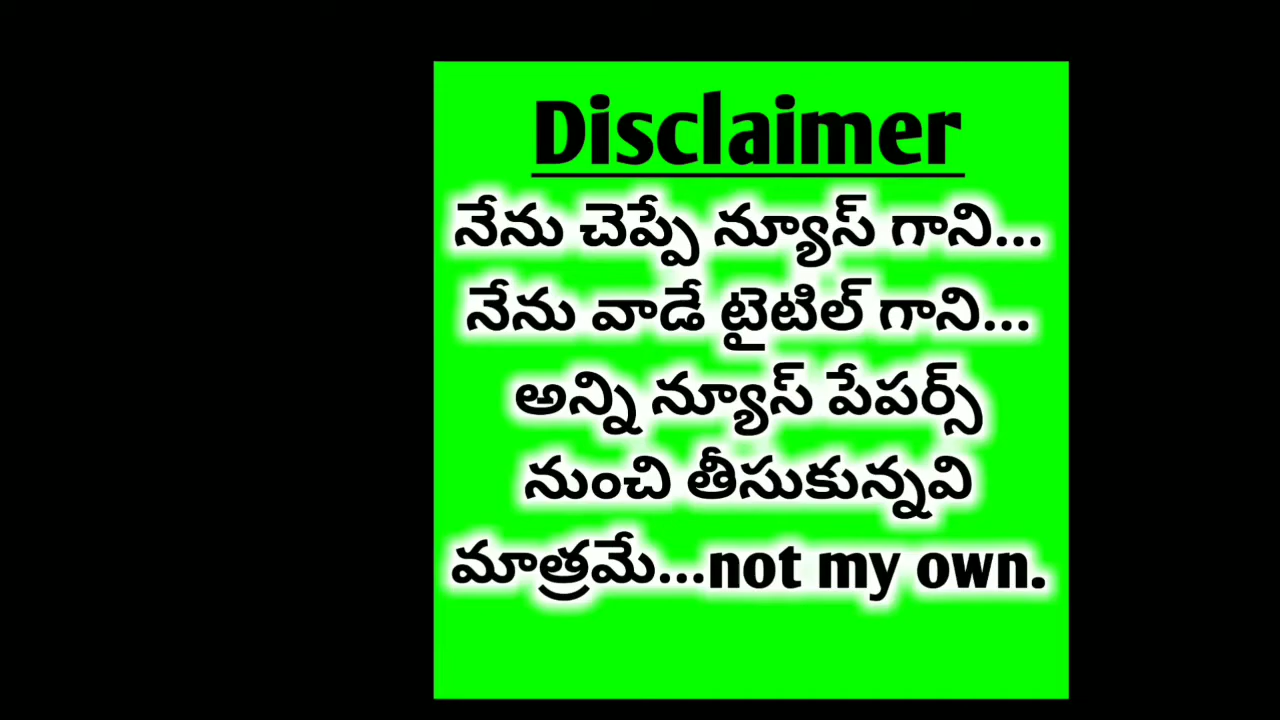 Disclaimer
నేను చెప్పే న్యూస్ గాని...
నేను వాడే టైటిల్ గాని...
అన్ని న్యూస్ పేపర్స్
నుంచి తీసుకున్నవి
మాత్రమే...not my own.